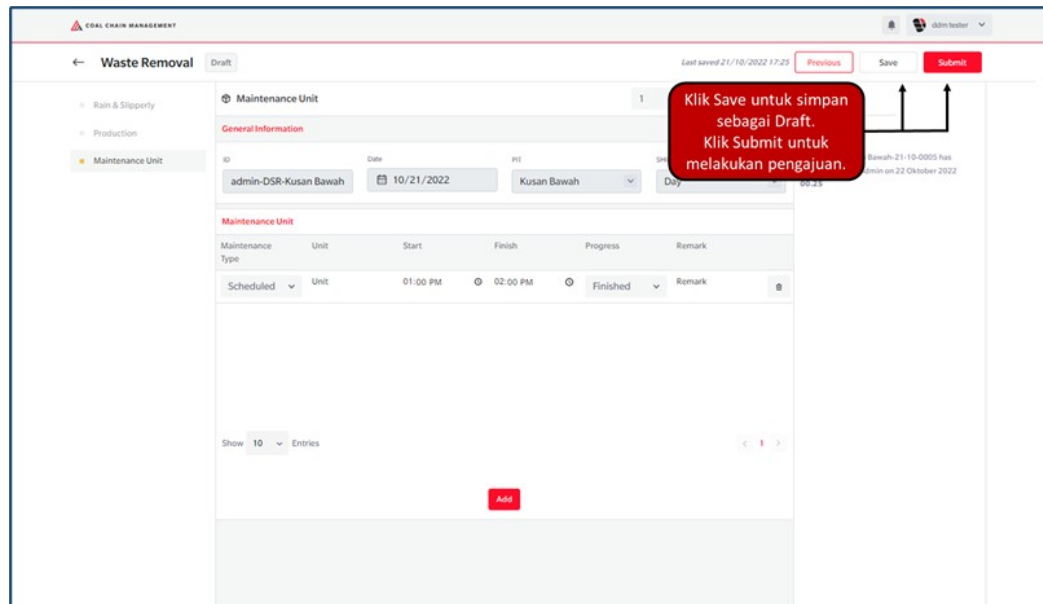 COAL CHAIN MANAGEMENT
ddm tester
← Waste Removal Draft
Last saved 21/10/2022 17:25 Previous Save Submit
Rain & Slipperly
Production
Maintenance Unit
Maintenance Unit
1
General Information
ID Date PIT
admin-DSR-Kusan Bawah 10/21/2022 Kusan Bawah Day
Klik Save untuk simpan
sebagai Draft.
Klik Submit untuk
melakukan pengajuan.
Bawah-21-10-0005 has
on 22 Oktober 2022
00.25
Maintenance Unit
Maintenance Type Unit Start Finish Progress Remark
Scheduled Unit 01:00 PM 02:00 PM Finished Remark
Show 10 Entries
< 1 >
Add